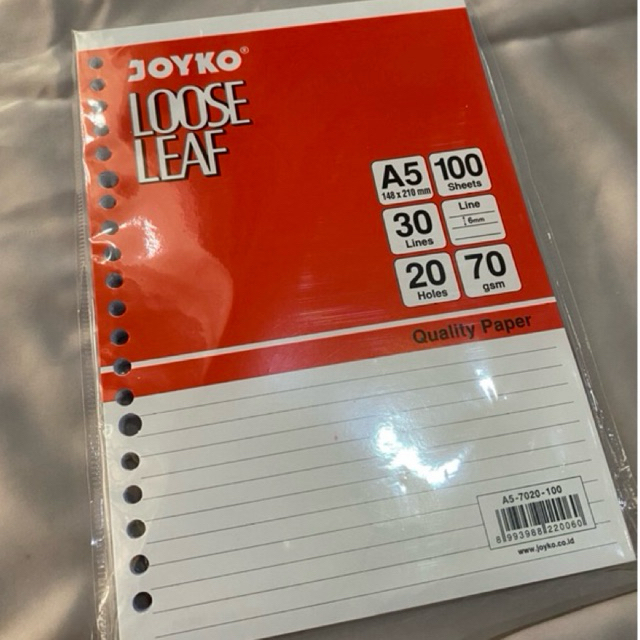 JOYKO®
LOOSE
LEAF
A5
148 x 210 mm
100
Sheets
30
Lines
Line
6mm
20
Holes
70
gsm
Quality Paper
A5-7020-100
8 993988 220060
www.joyko.co.id